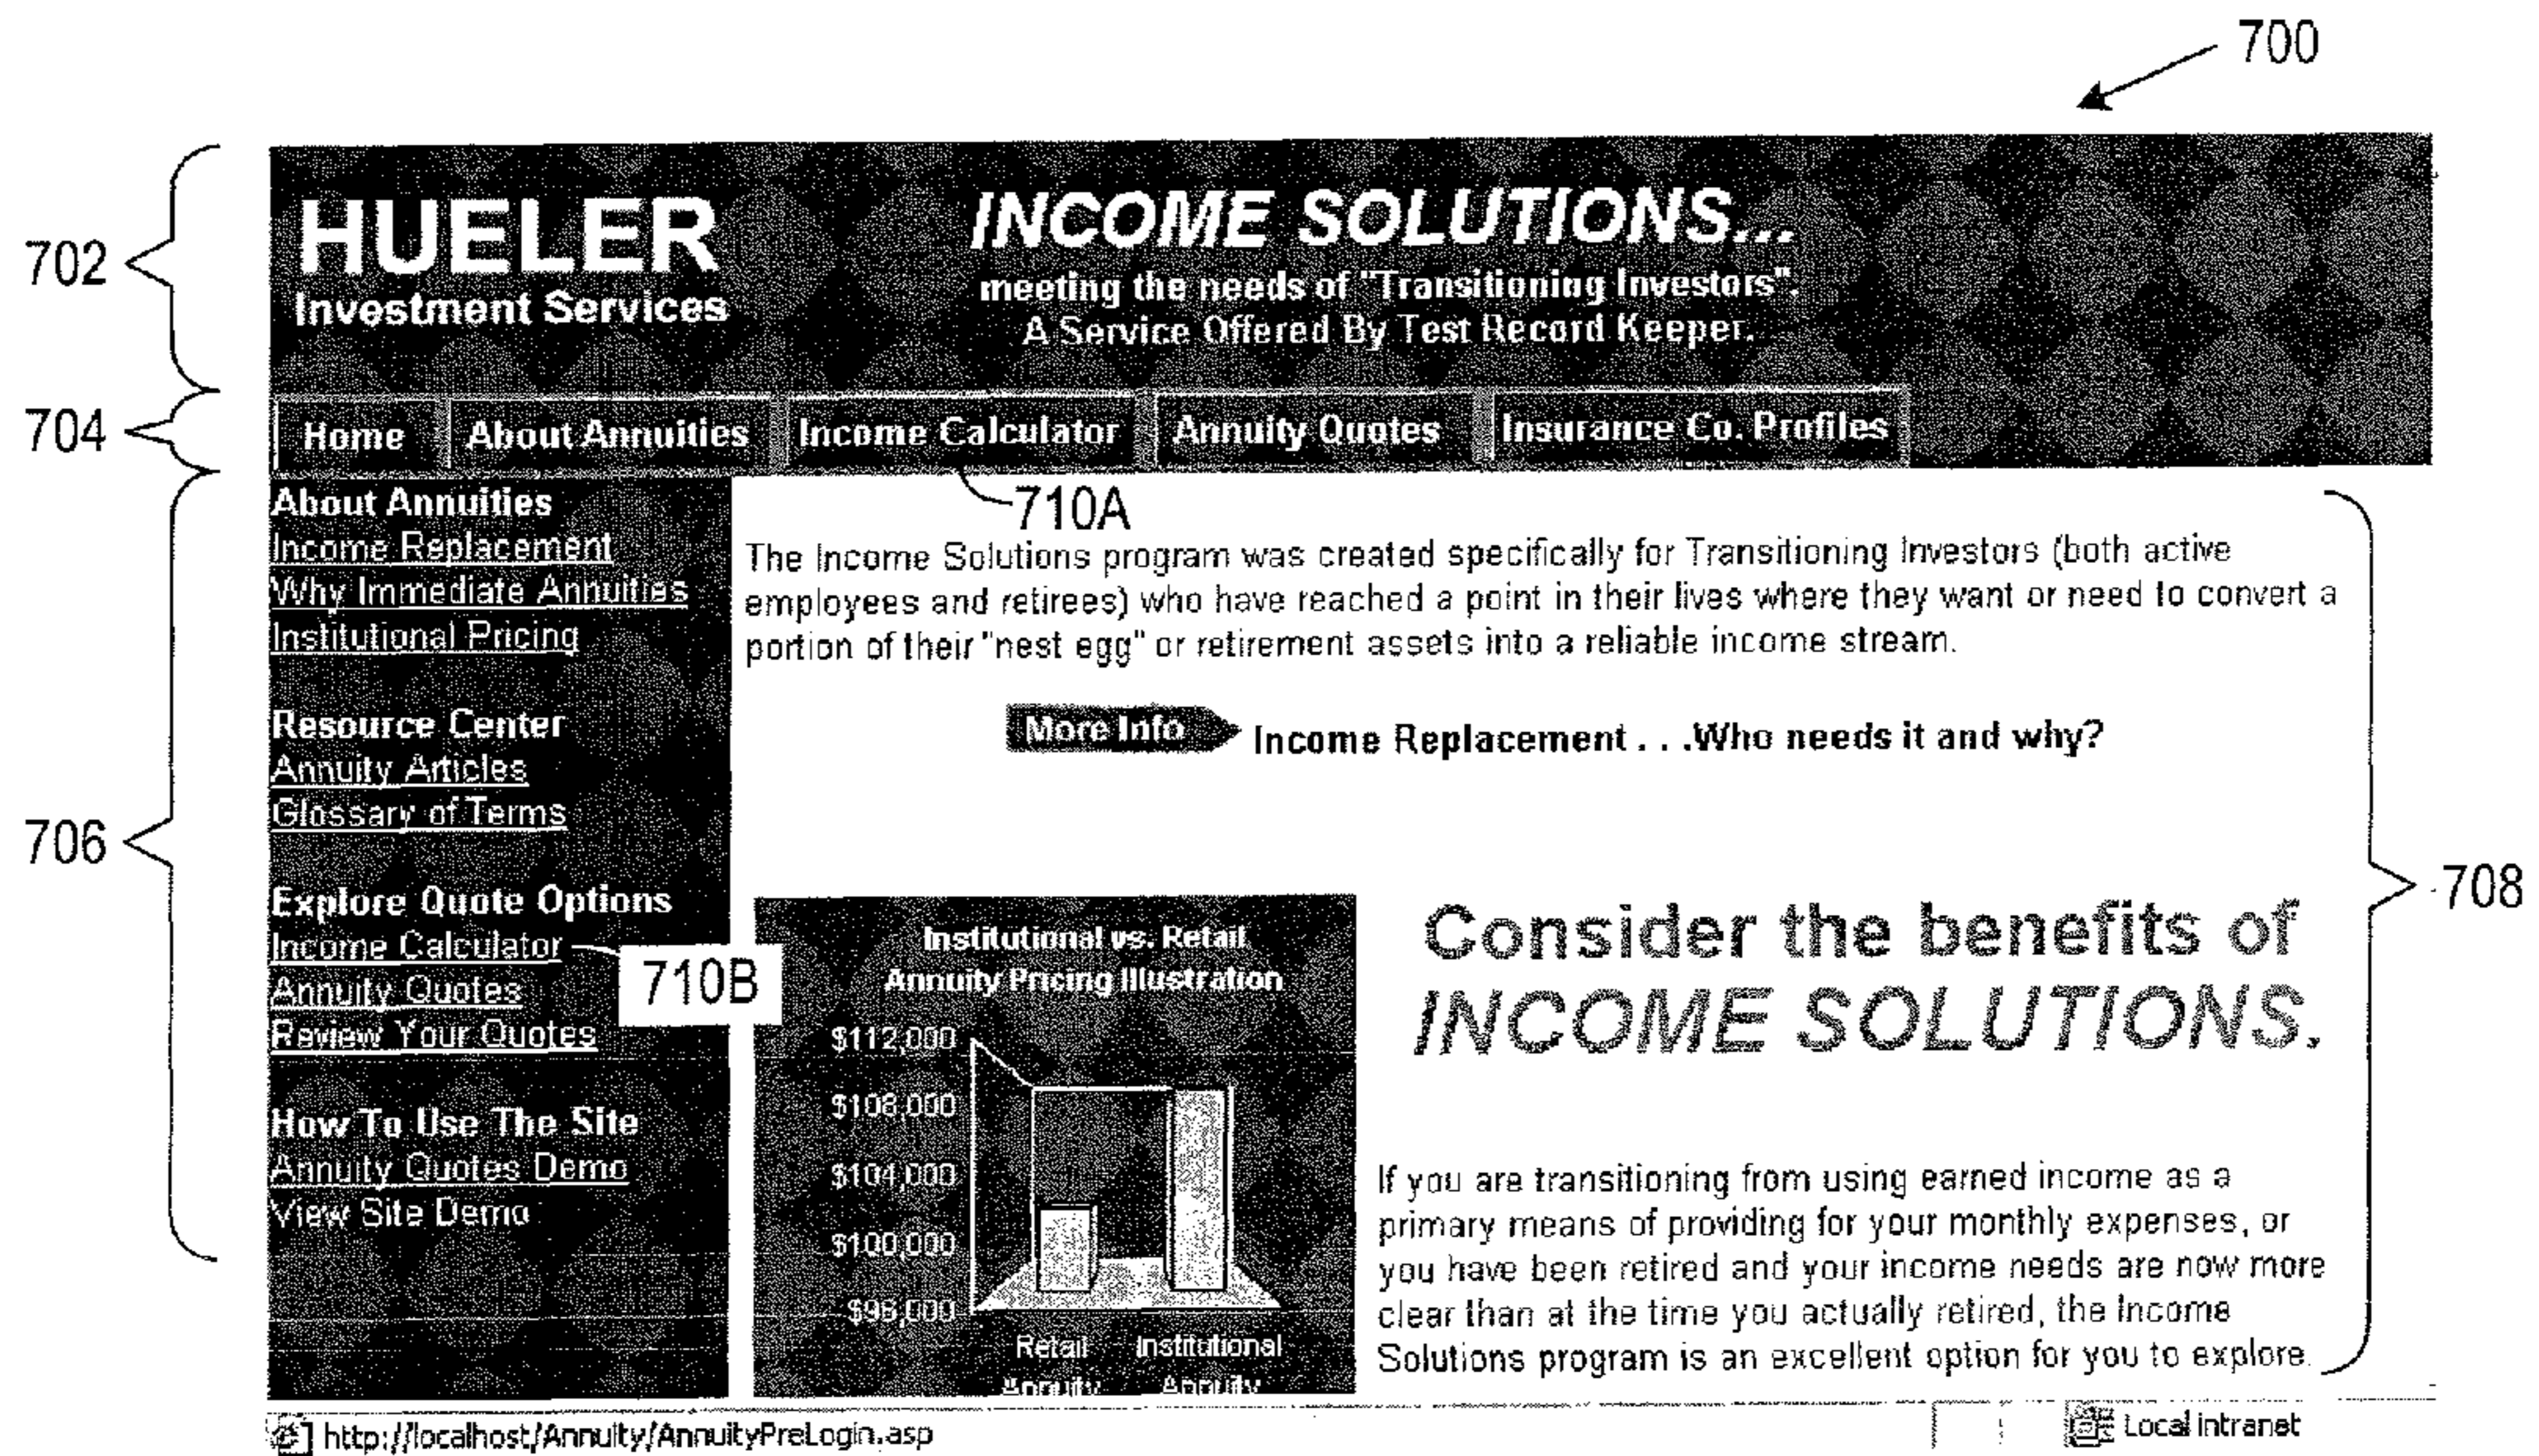 700
HUELER
Investment Services
INCOME SOLUTIONS...
meeting the needs of "Transitioning Investors".
A Service Offered By Test Record Keeper.
702
704
Home
About Annuities
Income Calculator
Annuity Quotes
Insurance Co. Profiles
710A
About Annuities
Income Replacement
Why Immediate Annuities
Institutional Pricing
Resource Center
Annuity Articles
Glossary of Terms
Explore Quote Options
Income Calculator
710B
Annuity Quotes
Review Your Quotes
How To Use The Site
Annuity Quotes Demo
View Site Demo
706
The Income Solutions program was created specifically for Transitioning Investors (both active
employees and retirees) who have reached a point in their lives where they want or need to convert a
portion of their "nest egg" or retirement assets into a reliable income stream.
More Info
Income Replacement . . .Who needs it and why?
708
Institutional vs. Retail
Annuity Pricing Illustration
$112,000
$108,000
$104,000
$100,000
$96,000
Retail
Annuity
Institutional
Annuity
Consider the benefits of
INCOME SOLUTIONS.
If you are transitioning from using earned income as a
primary means of providing for your monthly expenses, or
you have been retired and your income needs are now more
clear than at the time you actually retired, the Income
Solutions program is an excellent option for you to explore.
http://localhost/Annuity/AnnuityPreLogin.asp
Local intranet